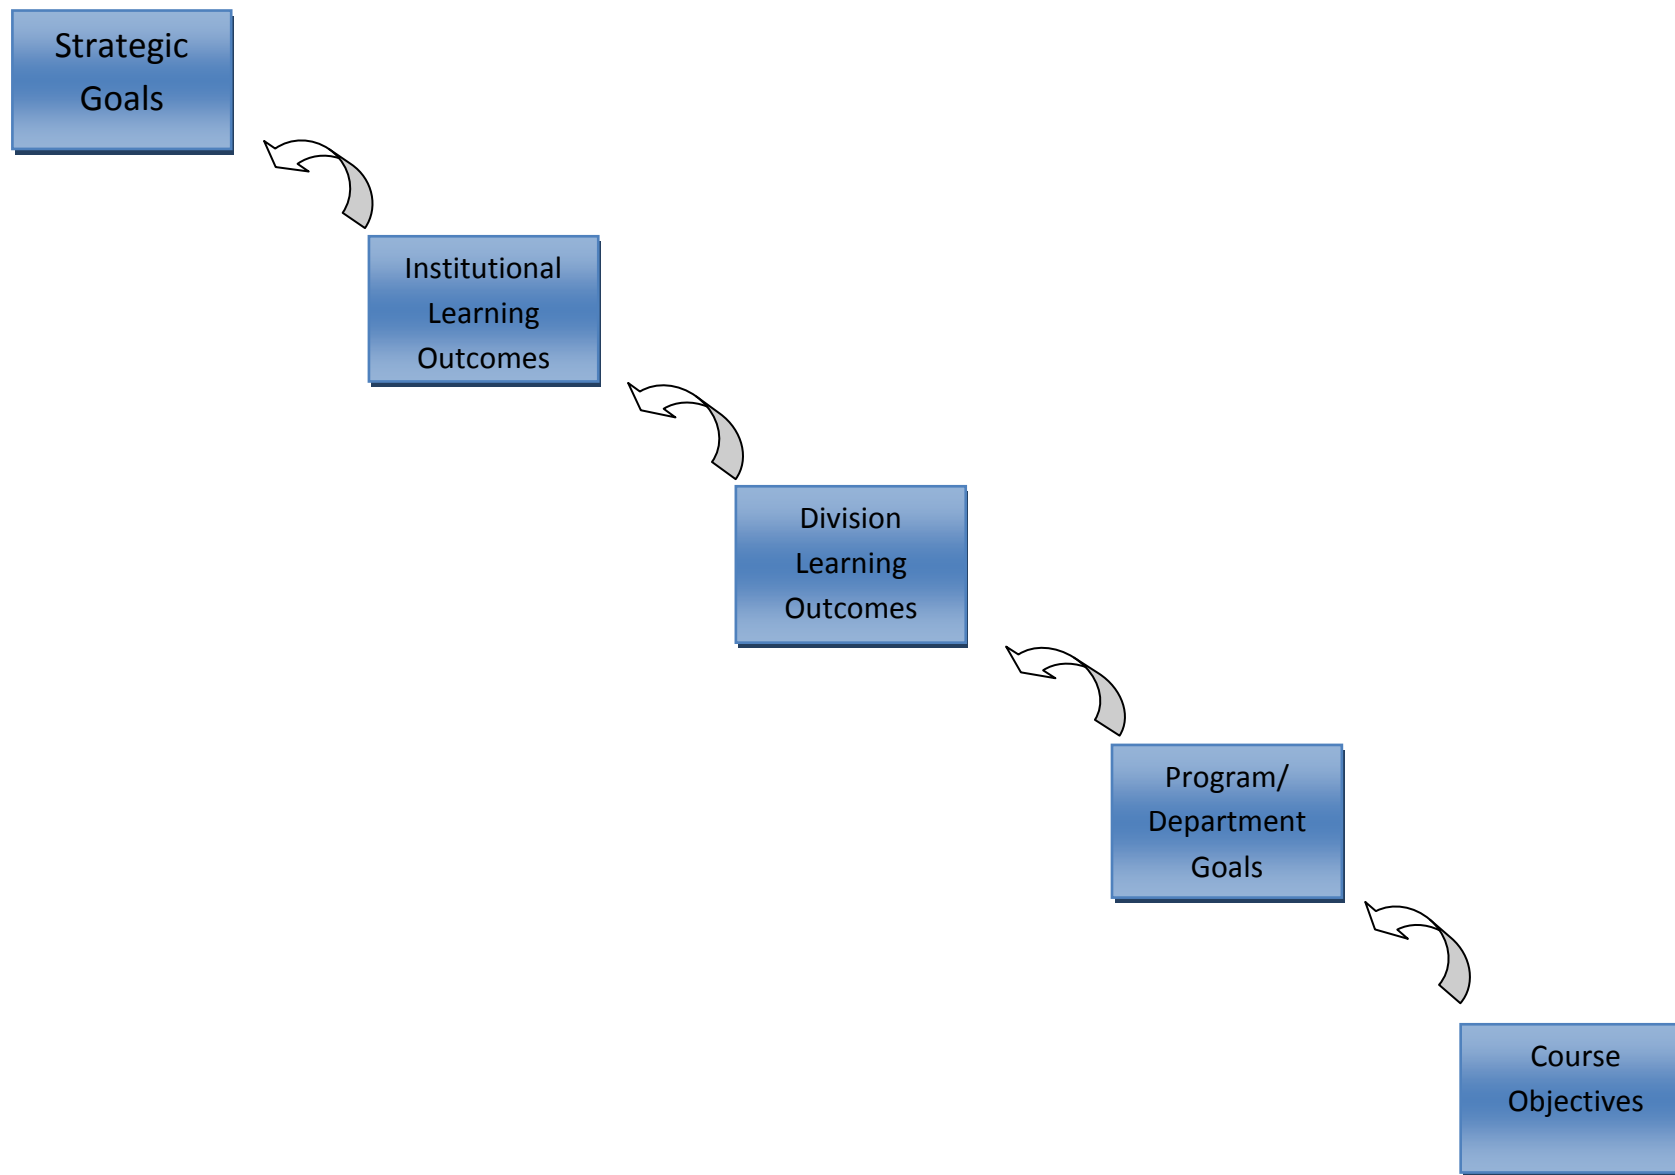 Strategic
Goals
Institutional
Learning
Outcomes
Division
Learning
Outcomes
Program/
Department
Goals
Course
Objectives